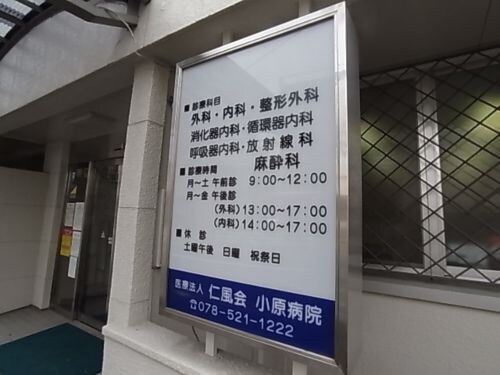 ■診療科目
外科・内科・整形外科
消化器内科・循環器内科
呼吸器内科・放射線科
麻酔科
■診療時間
月～土 午前診 9:00～12:00
月～金 午後診
(外科)13:00～17:00
(内科)14:00～17:00
■休 診
土曜午後 日曜 祝祭日
医療法人 仁風会 小原病院
☎078-521-1222